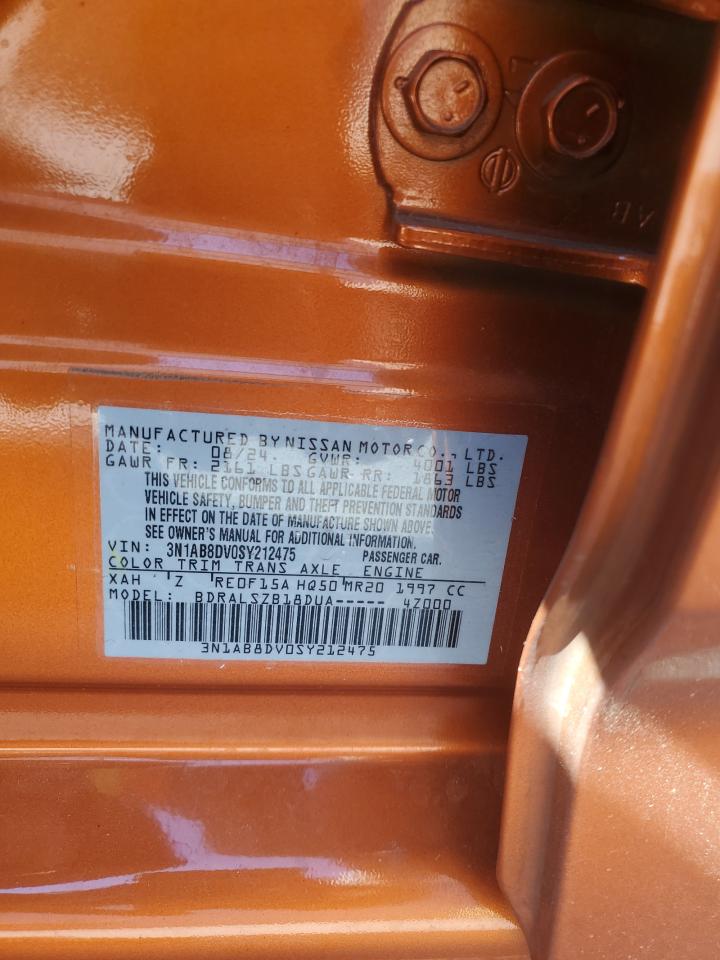 AB
MANUFACTURED BY NISSAN MOTOR CO., LTD.
DATE: 08/24. GVWR: 4001 LBS
GAWR FR: 2161 LBS GAWR RR: 1863 LBS
THIS VEHICLE CONFORMS TO ALL APPLICABLE FEDERAL MOTOR
VEHICLE SAFETY, BUMPER AND THEFT PREVENTION STANDARDS
IN EFFECT ON THE DATE OF MANUFACTURE SHOWN ABOVE.
SEE OWNER'S MANUAL FOR ADDITIONAL INFORMATION.
VIN: 3N1AB8DV0SY212475 PASSENGER CAR.
COLOR TRIM TRANS AXLE ENGINE
XAH Z RE0F15A HQ50 MR20 1997 CC
MODEL: BDRALSZB18DUA----- 4Z000
3N1AB8DV0SY212475